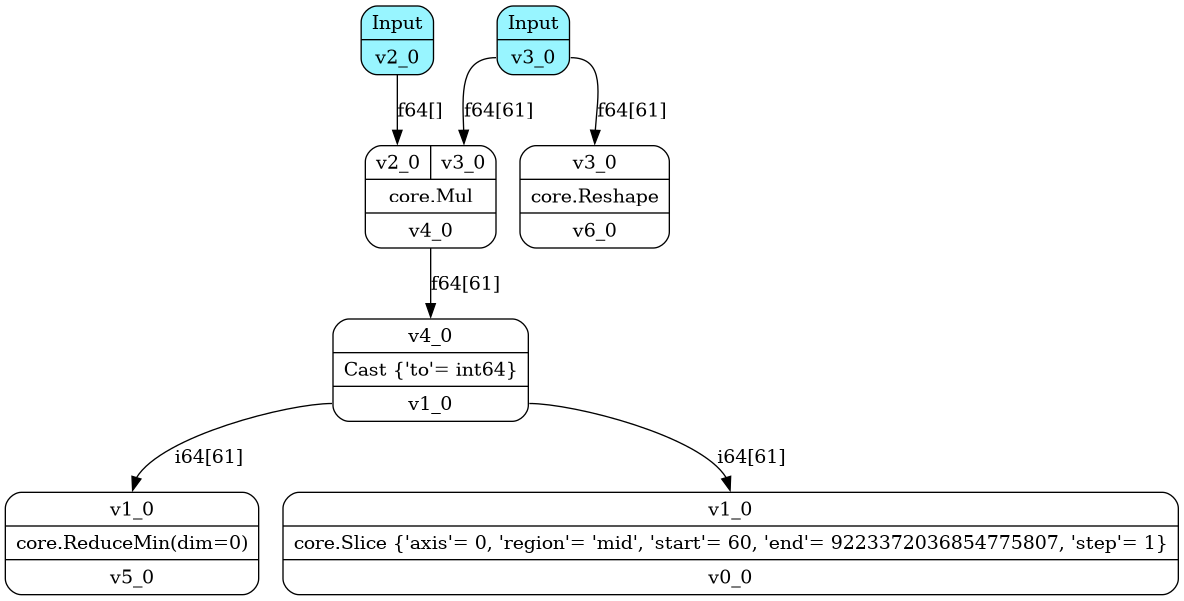 Input
v2_0
Input
v3_0
f64[]
f64[61]
f64[61]
v2_0
v3_0
core.Mul
v4_0
v3_0
core.Reshape
v6_0
f64[61]
v4_0
Cast {'to'= int64}
v1_0
i64[61]
i64[61]
v1_0
core.ReduceMin(dim=0)
v5_0
v1_0
core.Slice {'axis'= 0, 'region'= 'mid', 'start'= 60, 'end'= 9223372036854775807, 'step'= 1}
v0_0